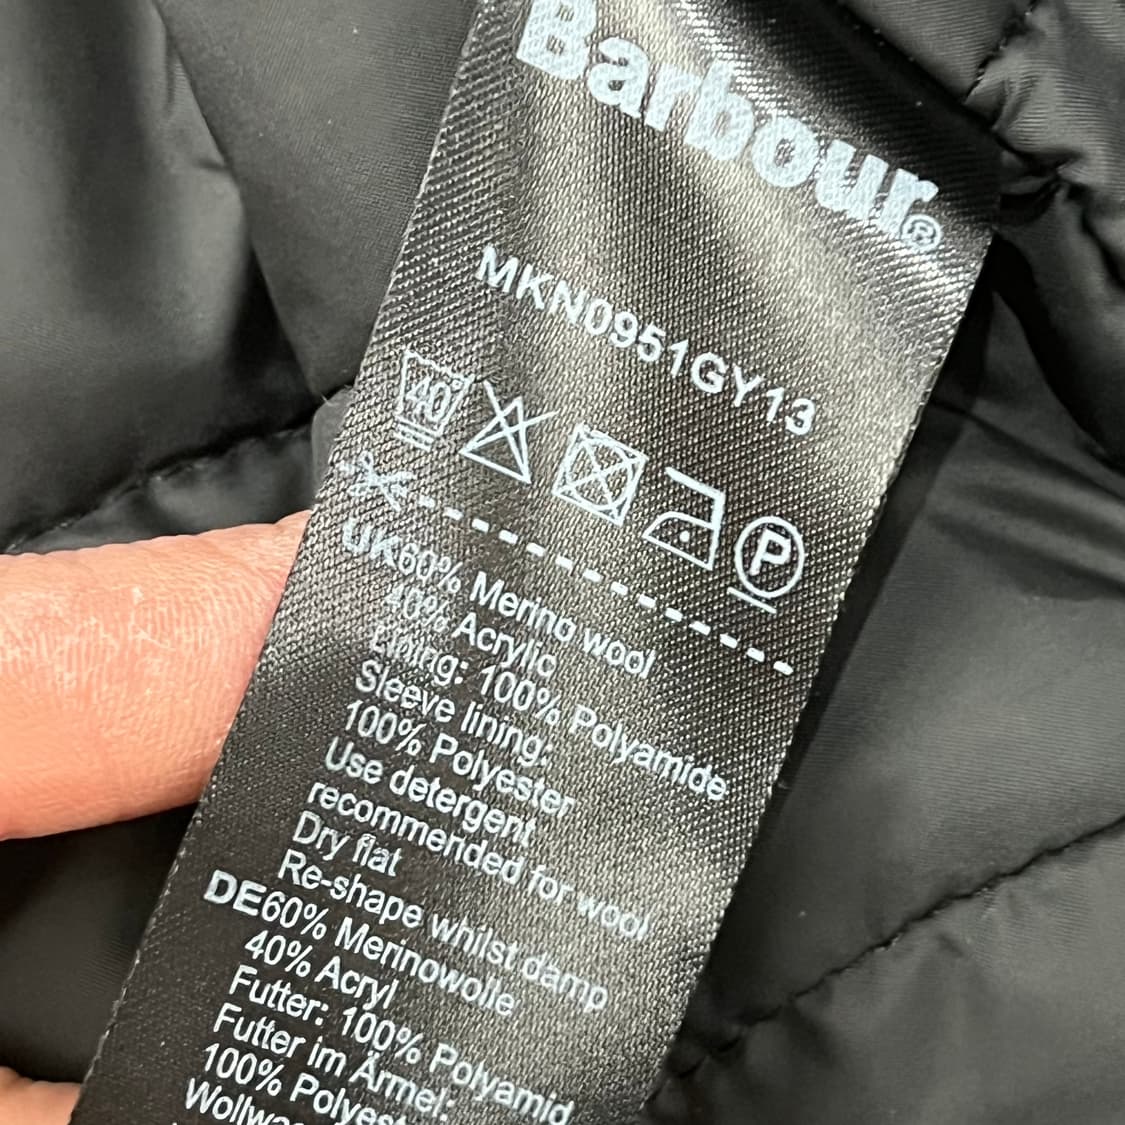 Barbour®
MKN0951GY13
40°
P
UK60% Merino wool
40% Acrylic
Lining: 100% Polyamide
Sleeve lining:
100% Polyester
Use detergent
recommended for wool
Dry flat
Re-shape whilst damp
DE60% Merinowolle
40% Acryl
Futter: 100% Polyamid
Futter im Ärmel: